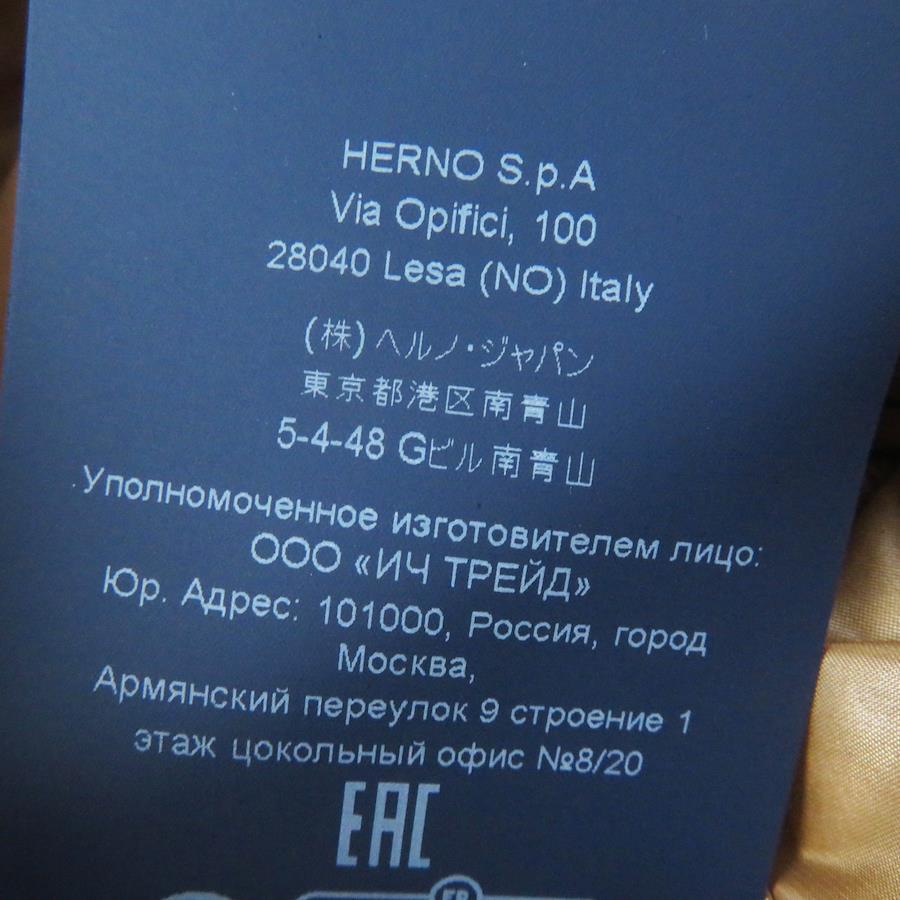 HERNO S.p.A
Via Opifici, 100
28040 Lesa (NO) Italy
(株)ヘルノ・ジャパン
東京都港区南青山
5-4-48 Gビル南青山
Уполномоченное изготовителем лицо:
ООО «ИЧ ТРЕЙД»
Юр. Адрес: 101000, Россия, город
Москва,
Армянский переулок 9 строение 1
этаж цокольный офис №8/20
EAC
FR